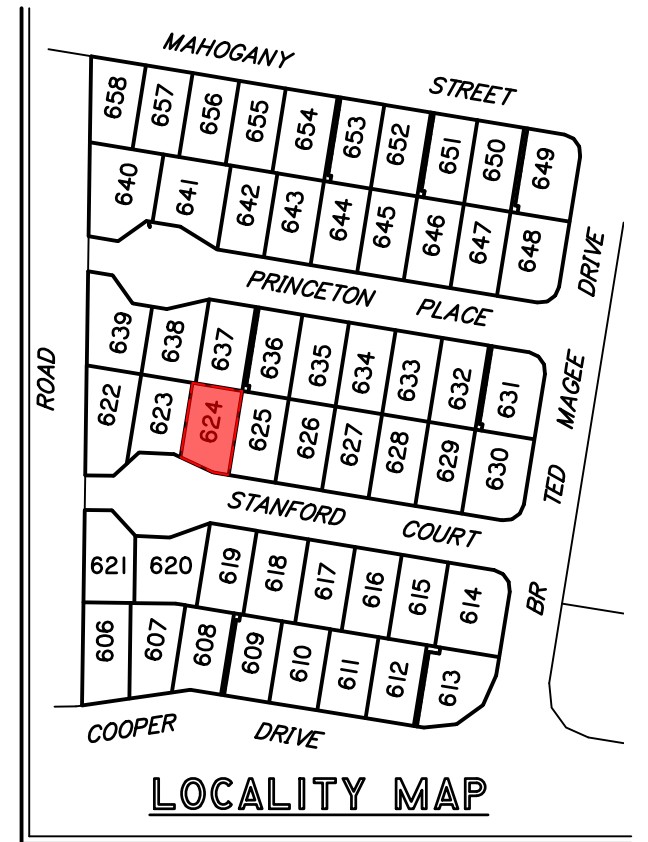 MAHOGANY STREET
658 657 656 655 654 653 652 651 650 649
640 641 642 643 644 645 646 647 648
PRINCETON PLACE
DRIVE
639 638 637 636 635 634 633 632 631
ROAD
MAGEE
622 623 624 625 626 627 628 629 630
TED
STANFORD COURT
621 620 619 618 617 616 615 614
BR
606 607 608 609 610 611 612 613
COOPER DRIVE
LOCALITY MAP